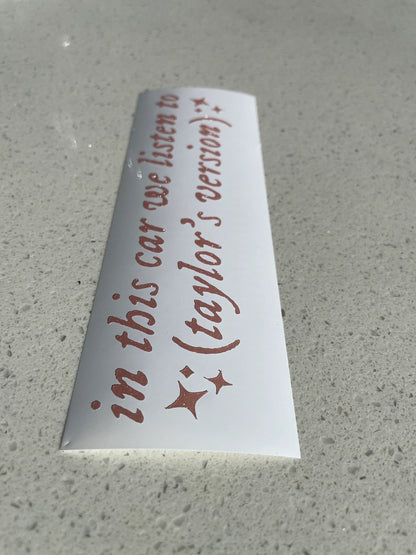 in this car we listen to
(taylor's version)